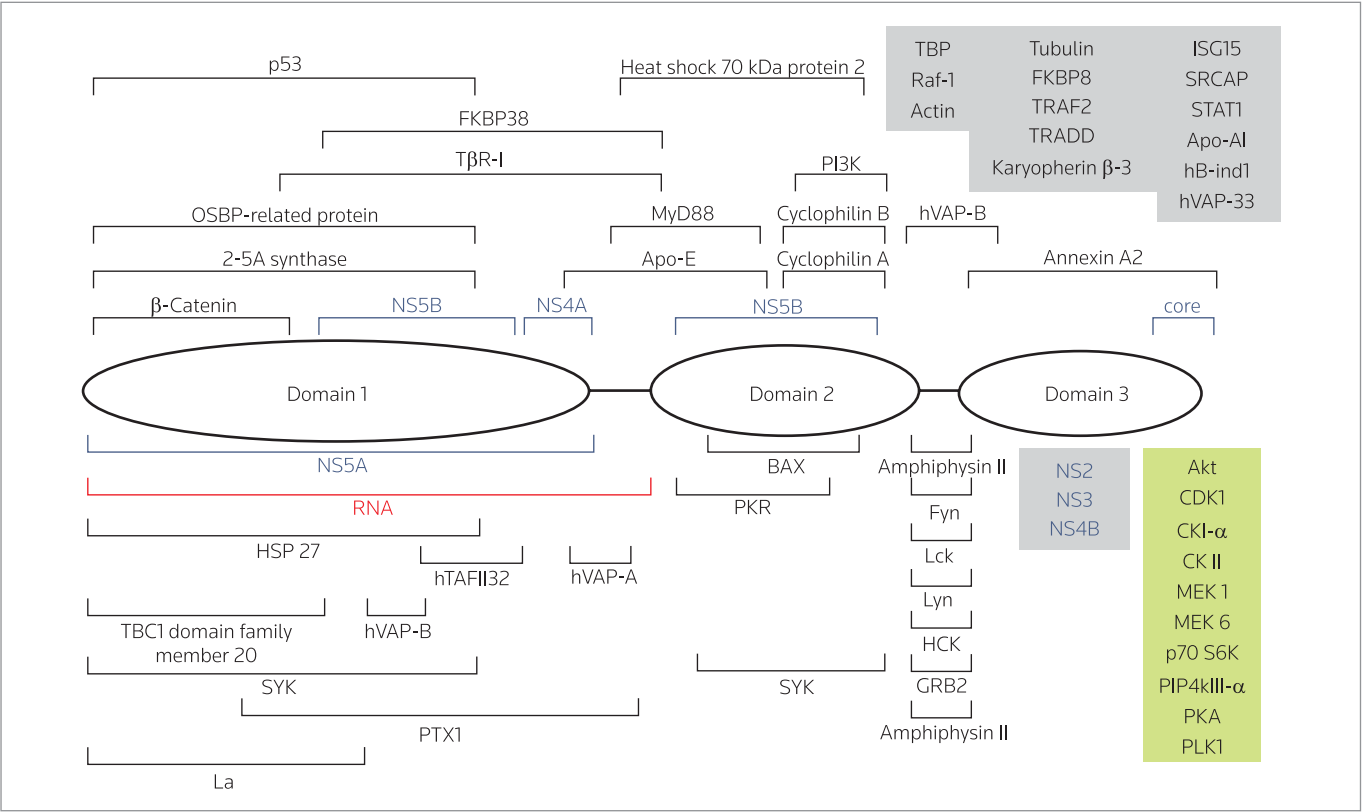 p53
Heat shock 70 kDa protein 2
FKBP38
TβR-I
PI3K
OSBP-related protein
MyD88
Cyclophilin B
hVAP-B
2-5A synthase
Apo-E
Cyclophilin A
Annexin A2
β-Catenin
NS5B
NS4A
NS5B
core
TBP
Raf-1
Actin
Tubulin
FKBP8
TRAF2
TRADD
Karyopherin β-3
ISG15
SRCAP
STAT1
Apo-AI
hB-ind1
hVAP-33
Domain 1
Domain 2
Domain 3
NS5A
BAX
Amphiphysin II
RNA
PKR
Fyn
HSP 27
Lck
hTAFII32
hVAP-A
Lyn
TBC1 domain family
member 20
hVAP-B
HCK
SYK
SYK
GRB2
PTX1
Amphiphysin II
La
NS2
NS3
NS4B
Akt
CDK1
CKI-α
CK II
MEK 1
MEK 6
p70 S6K
PIP4kIII-α
PKA
PLK1